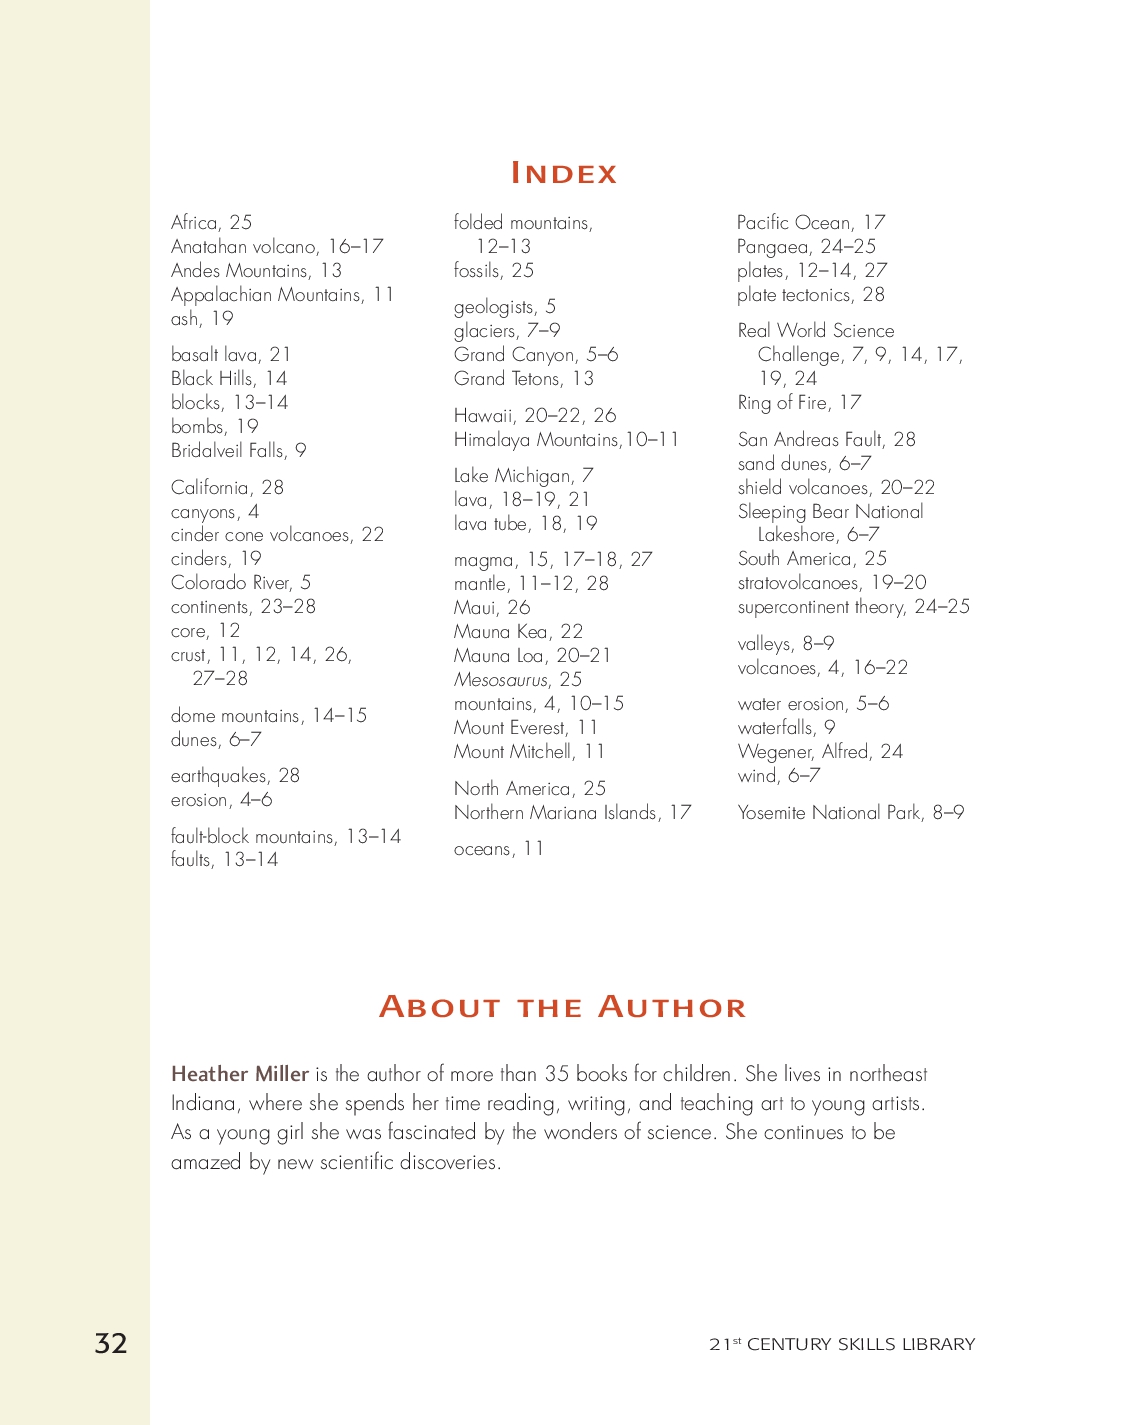 INDEX
Africa, 25
Anatahan volcano, 16–17
Andes Mountains, 13
Appalachian Mountains, 11
ash, 19
basalt lava, 21
Black Hills, 14
blocks, 13–14
bombs, 19
Bridalveil Falls, 9
California, 28
canyons, 4
cinder cone volcanoes, 22
cinders, 19
Colorado River, 5
continents, 23–28
core, 12
crust, 11, 12, 14, 26,
27–28
dome mountains, 14–15
dunes, 6–7
earthquakes, 28
erosion, 4–6
fault-block mountains, 13–14
faults, 13–14
folded mountains,
12–13
fossils, 25
geologists, 5
glaciers, 7–9
Grand Canyon, 5–6
Grand Tetons, 13
Hawaii, 20–22, 26
Himalaya Mountains,10–11
Lake Michigan, 7
lava, 18–19, 21
lava tube, 18, 19
magma, 15, 17–18, 27
mantle, 11–12, 28
Maui, 26
Mauna Kea, 22
Mauna Loa, 20–21
Mesosaurus, 25
mountains, 4, 10–15
Mount Everest, 11
Mount Mitchell, 11
North America, 25
Northern Mariana Islands, 17
oceans, 11
Pacific Ocean, 17
Pangaea, 24–25
plates, 12–14, 27
plate tectonics, 28
Real World Science
Challenge, 7, 9, 14, 17,
19, 24
Ring of Fire, 17
San Andreas Fault, 28
sand dunes, 6–7
shield volcanoes, 20–22
Sleeping Bear National
Lakeshore, 6–7
South America, 25
stratovolcanoes, 19–20
supercontinent theory, 24–25
valleys, 8–9
volcanoes, 4, 16–22
water erosion, 5–6
waterfalls, 9
Wegener, Alfred, 24
wind, 6–7
Yosemite National Park, 8–9
ABOUT THE AUTHOR
Heather Miller is the author of more than 35 books for children. She lives in northeast
Indiana, where she spends her time reading, writing, and teaching art to young artists.
As a young girl she was fascinated by the wonders of science. She continues to be
amazed by new scientific discoveries.
32
21st CENTURY SKILLS LIBRARY